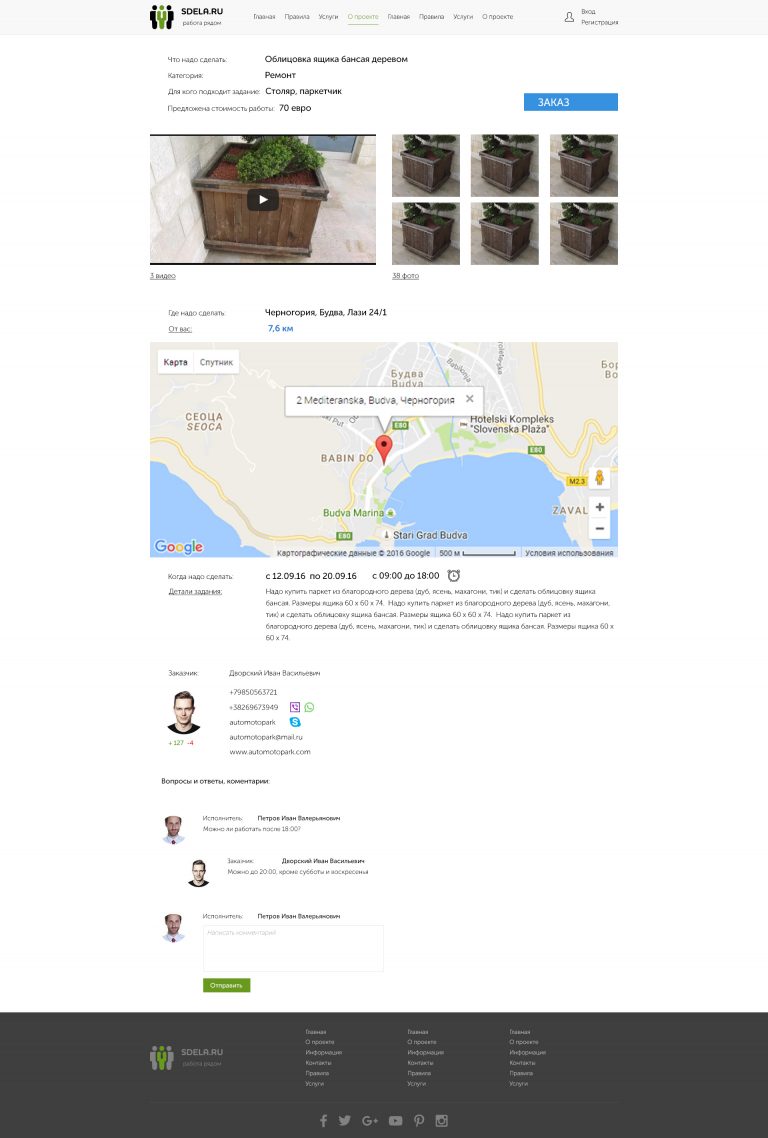 SDELA.RU
работа рядом
Главная Правила Услуги О проекте Главная Правила Услуги О проекте
Вход
Регистрация
Что надо сделать: Облицовка ящика бансая деревом
Категория: Ремонт
Для кого подходит задание: Столяр, паркетчик
Предложена стоимость работы: 70 евро
ЗАКАЗ
3 видео
38 фото
Где надо сделать: Черногория, Будва, Лази 24/1
От вас: 7,6 км
Карта Спутник
Будва
Budva
2 Mediteranska, Budva, Черногория
СЕОЦА
SEOCA
E80
Hotelski Kompleks
"Slovenska Plaža"
BABIN DO
E80
M2.3
Budva Marina
ZAVAL
E80
Stari Grad Budva
Google
Картографические данные © 2016 Google 500 м Условия использования
Когда надо сделать: с 12.09.16 по 20.09.16 с 09:00 до 18:00
Детали задания: Надо купить паркет из благородного дерева (дуб, ясень, махагони, тик) и сделать облицовку ящика
бансая. Размеры ящика 60 х 60 х 74. Надо купить паркет из благородного дерева (дуб, ясень, махагони,
тик) и сделать облицовку ящика бансая. Размеры ящика 60 х 60 х 74. Надо купить паркет из
благородного дерева (дуб, ясень, махагони, тик) и сделать облицовку ящика бансая. Размеры ящика 60 х
60 х 74.
Заказчик: Дворский Иван Васильевич
+79850563721
+38269673949
automotopark
automotopark@mail.ru
www.automotopark.com
+127 -4
Вопросы и ответы, коментарии:
Исполнитель: Петров Иван Валерьянович
Можно ли работать после 18:00?
Заказчик: Дворский Иван Васильевич
Можно до 20:00, кроме субботы и воскресенья
Исполнитель: Петров Иван Валерьянович
Написать комментарий
Отправить
SDELA.RU
работа рядом
Главная Главная Главная
О проекте О проекте О проекте
Информация Информация Информация
Контакты Контакты Контакты
Правила Правила Правила
Услуги Услуги Услуги